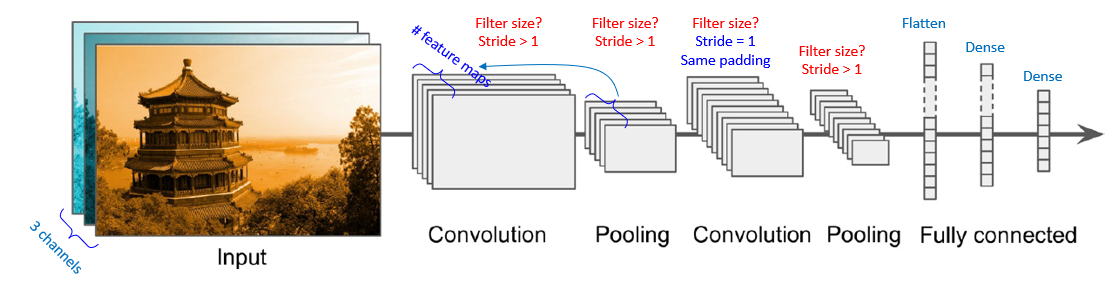 Filter size?
Stride > 1
Filter size?
Stride > 1
Filter size?
Stride = 1
Same padding
Filter size?
Stride > 1
Flatten
Dense
Dense
# feature maps
3 channels
Input
Convolution
Pooling
Convolution
Pooling
Fully connected